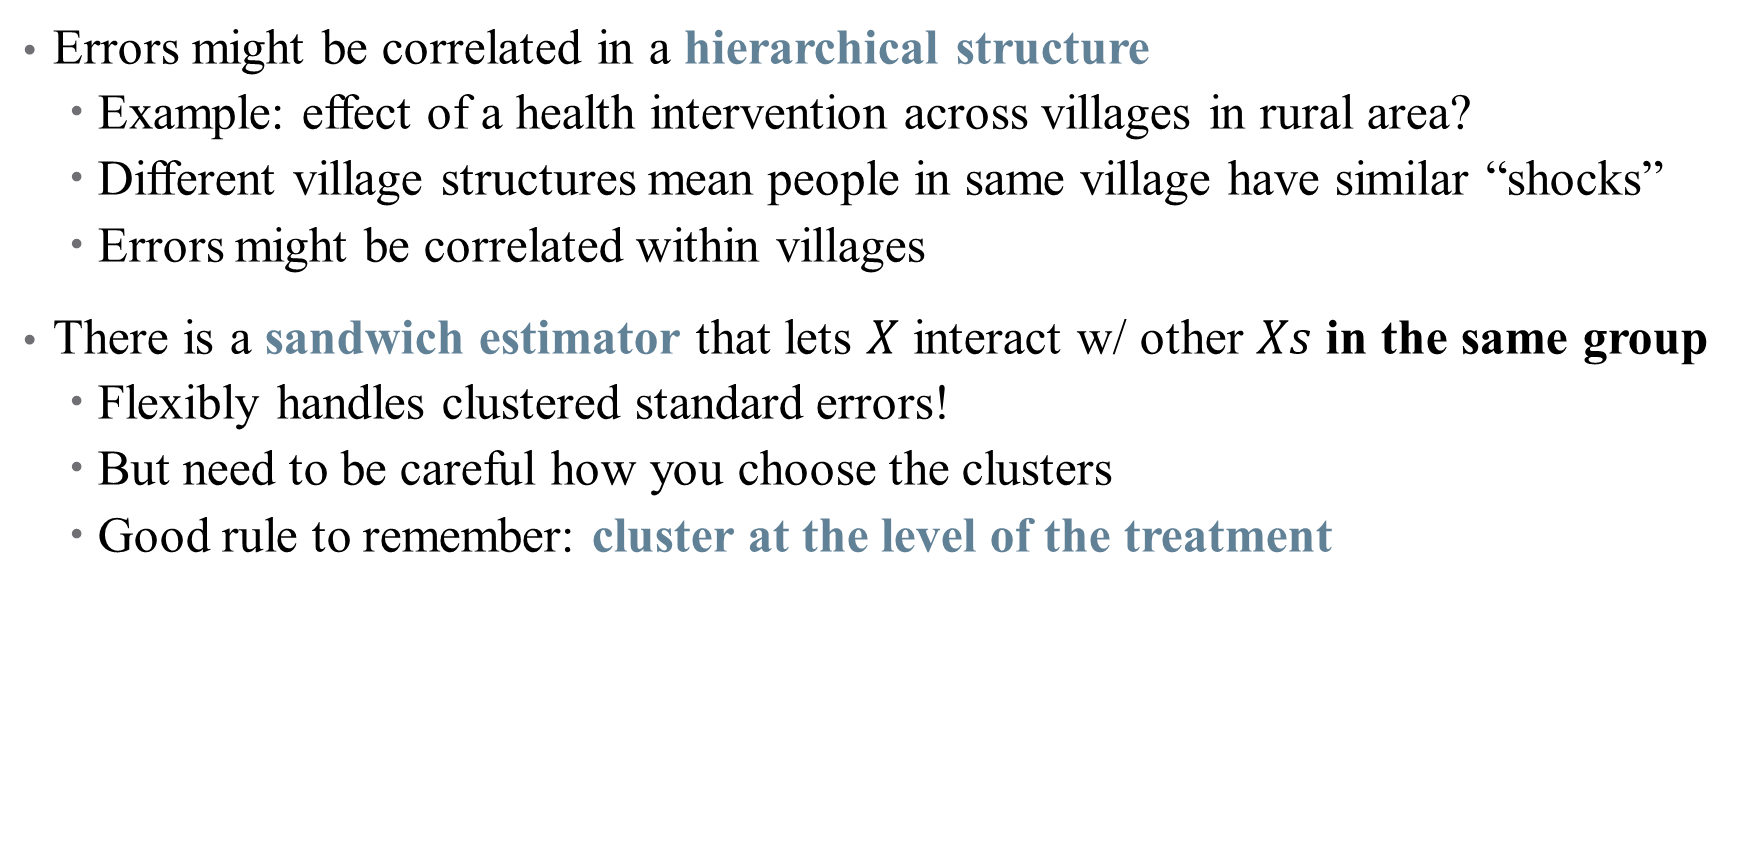 • Errors might be correlated in a hierarchical structure
• Example: effect of a health intervention across villages in rural area?
• Different village structures mean people in same village have similar “shocks”
• Errors might be correlated within villages
• There is a sandwich estimator that lets X interact w/ other Xs in the same group
• Flexibly handles clustered standard errors!
• But need to be careful how you choose the clusters
• Good rule to remember: cluster at the level of the treatment